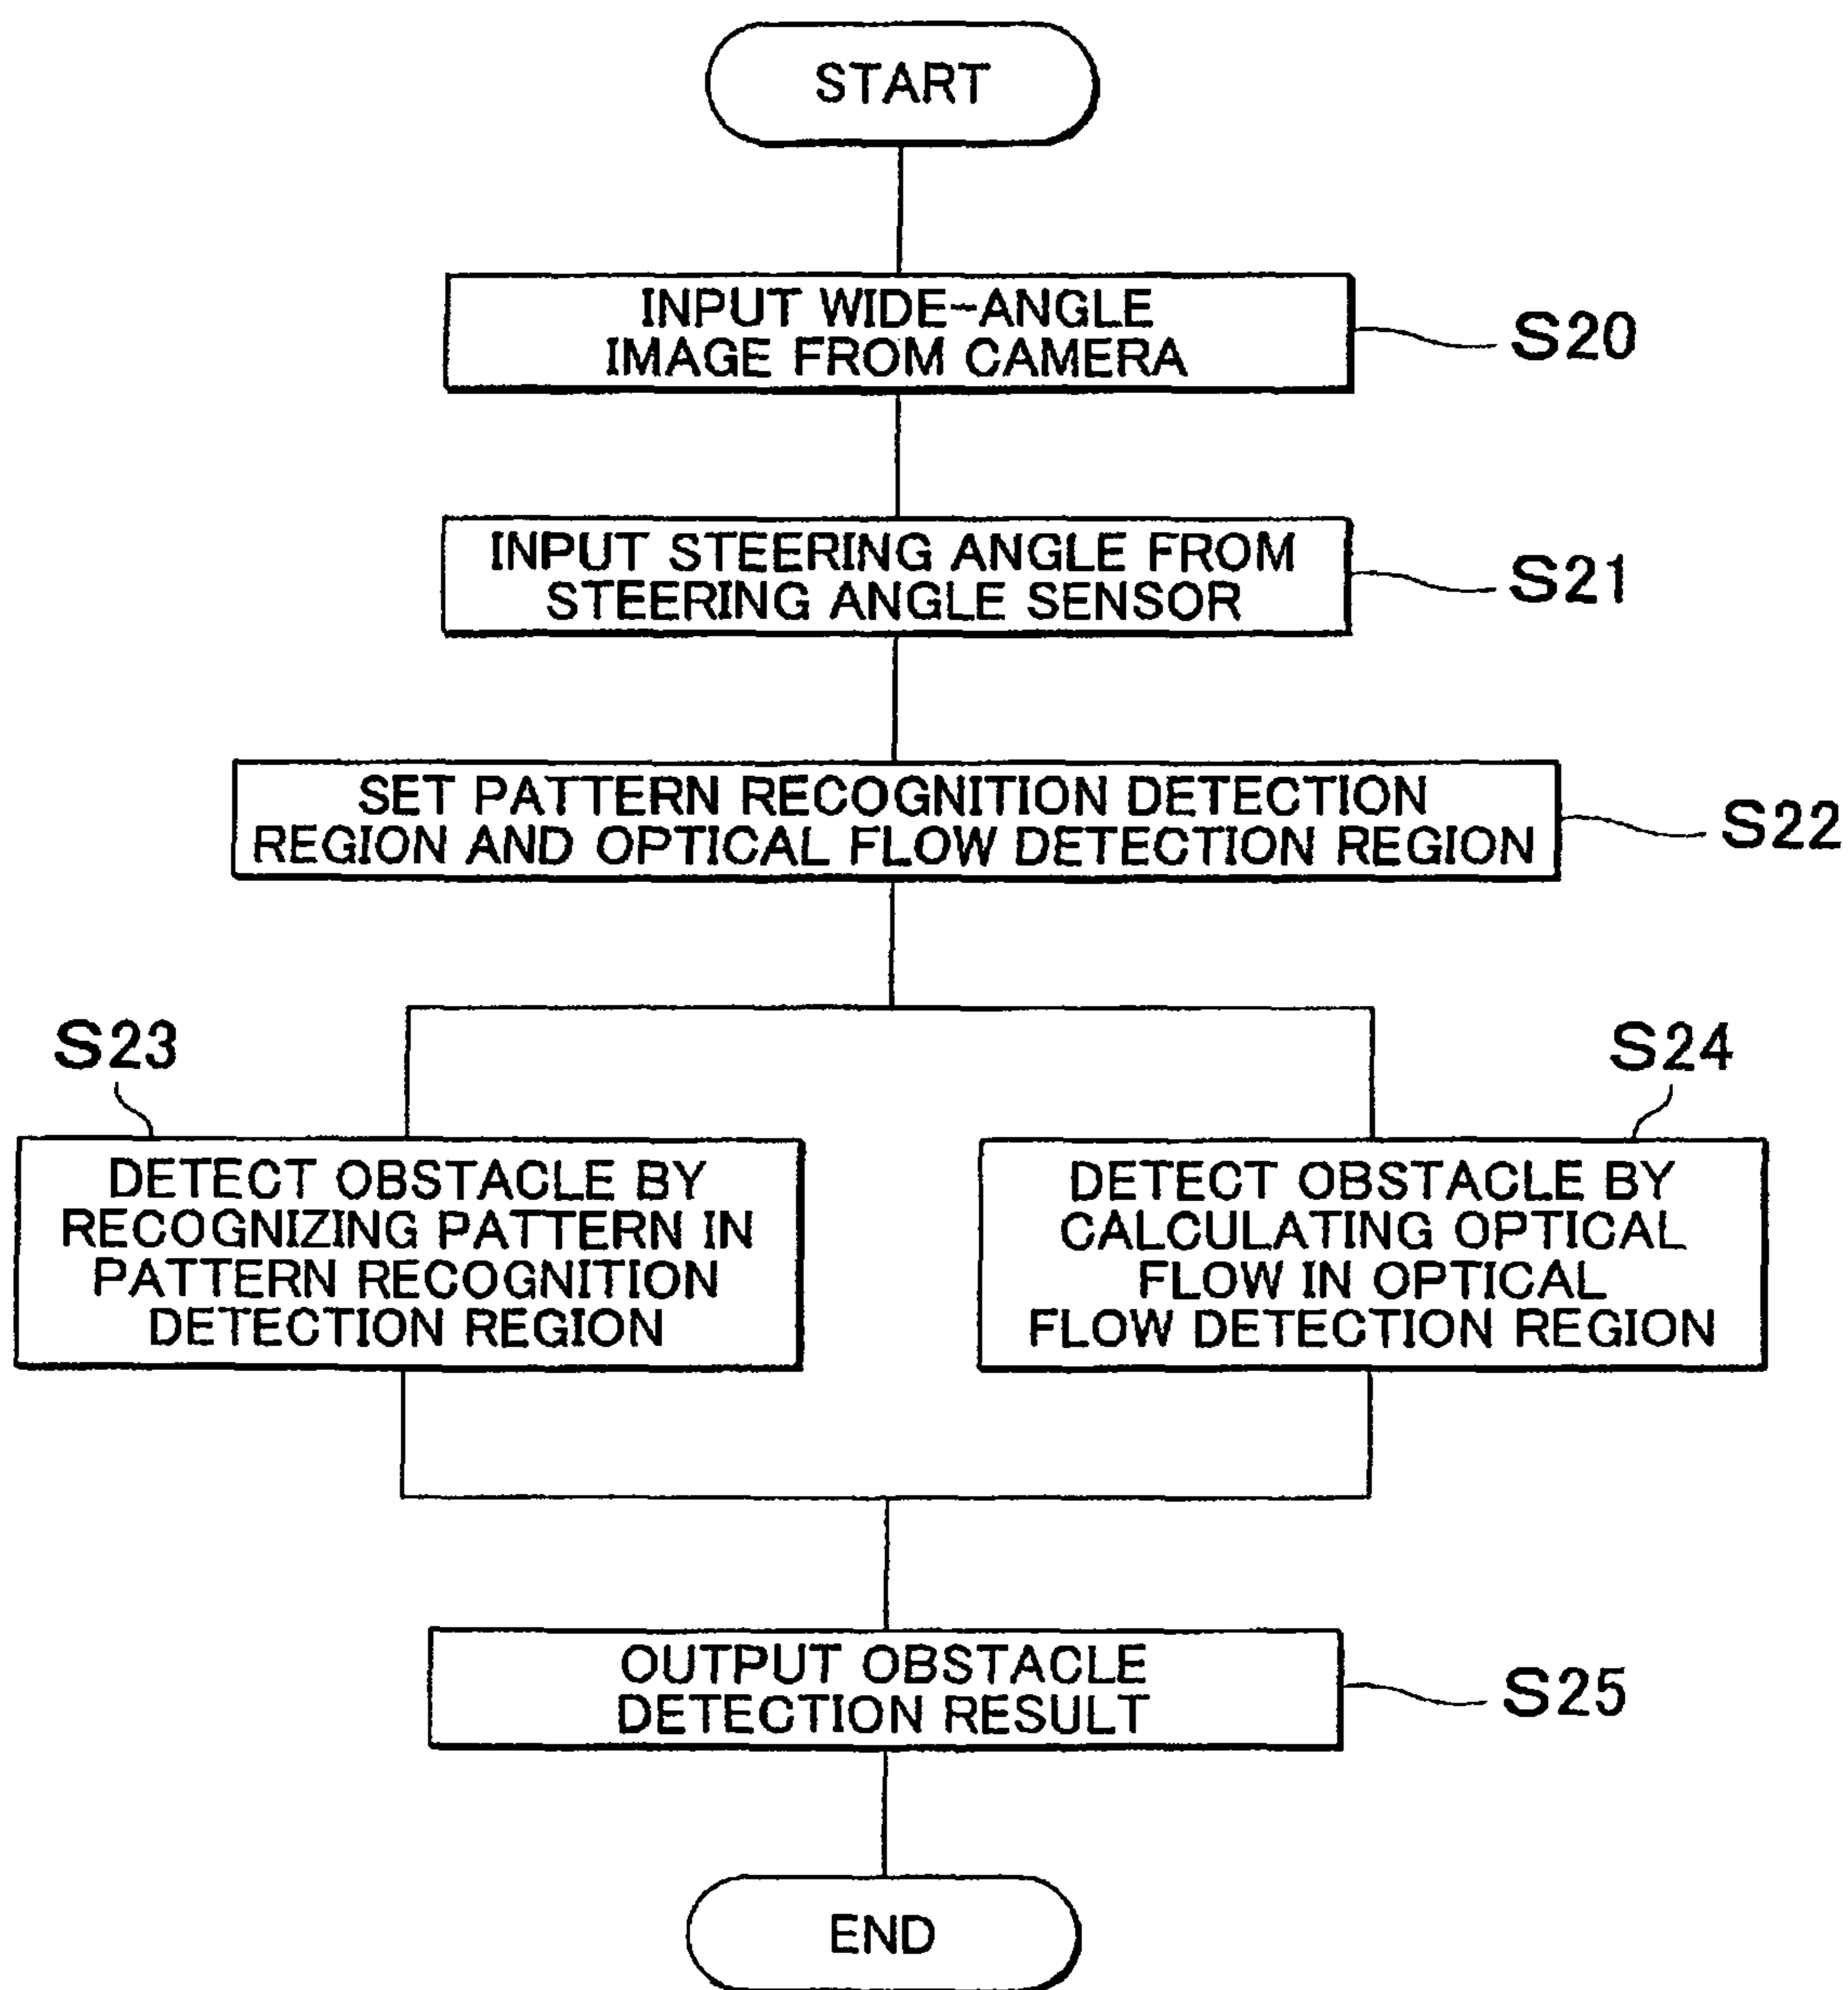 START
INPUT WIDE-ANGLE
IMAGE FROM CAMERA
S20
INPUT STEERING ANGLE FROM
STEERING ANGLE SENSOR
S21
SET PATTERN RECOGNITION DETECTION
REGION AND OPTICAL FLOW DETECTION REGION
S22
S23
DETECT OBSTACLE BY
RECOGNIZING PATTERN IN
PATTERN RECOGNITION
DETECTION REGION
S24
DETECT OBSTACLE BY
CALCULATING OPTICAL
FLOW IN OPTICAL
FLOW DETECTION REGION
OUTPUT OBSTACLE
DETECTION RESULT
S25
END